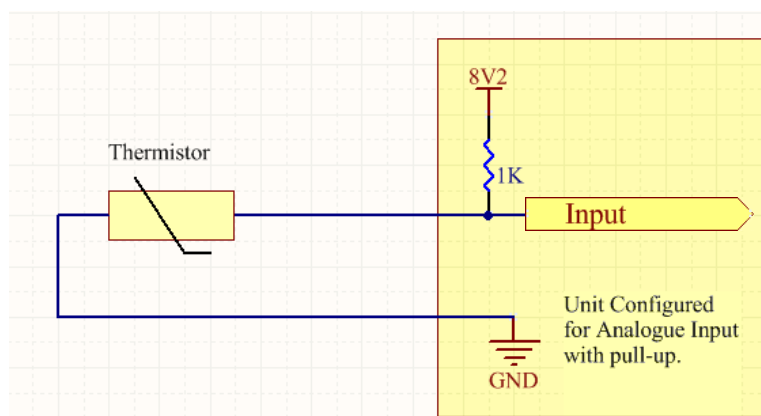 8V2
Thermistor
1K
Input
Unit Configured
for Analogue Input
with pull-up.
GND